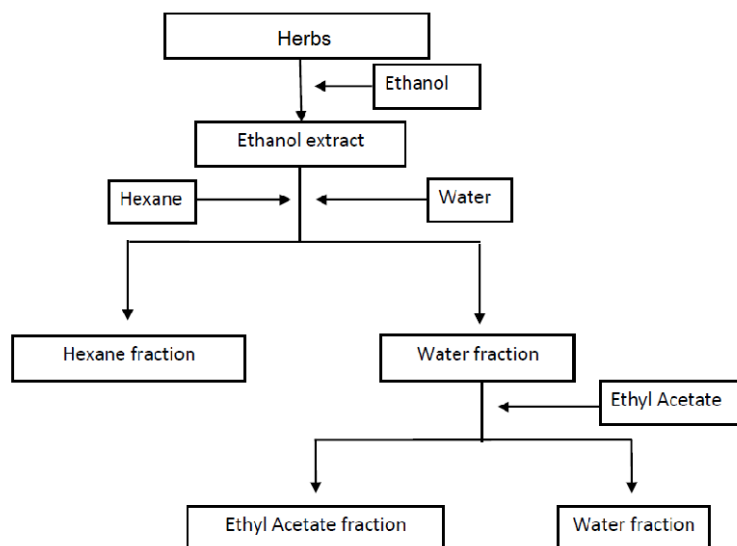 Herbs
Ethanol
Ethanol extract
Hexane
Water
Hexane fraction
Water fraction
Ethyl Acetate
Ethyl Acetate fraction
Water fraction